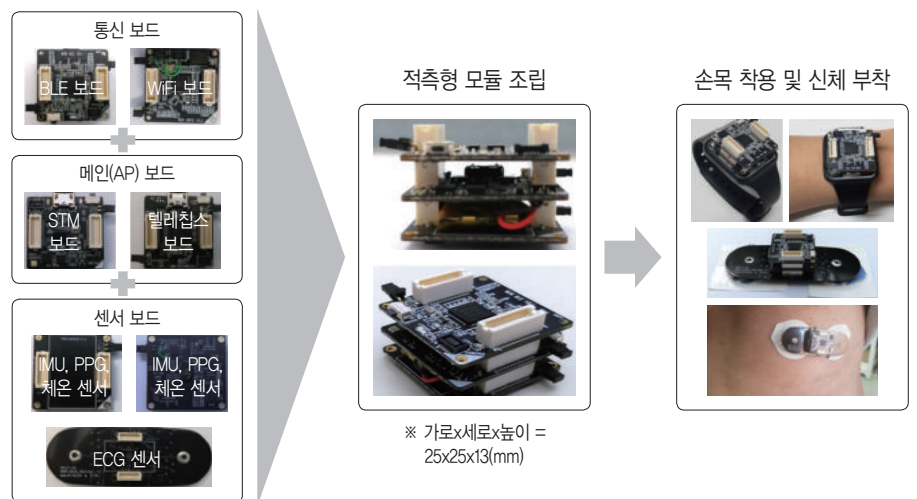 통신 보드
BLE 보드
WiFi 보드
메인(AP) 보드
STM
보드
텔레칩스
보드
센서 보드
IMU, PPG,
체온 센서
IMU, PPG,
체온 센서
ECG 센서
적측형 모듈 조립
※ 가로x세로x높이 =
25x25x13(mm)
손목 착용 및 신체 부착